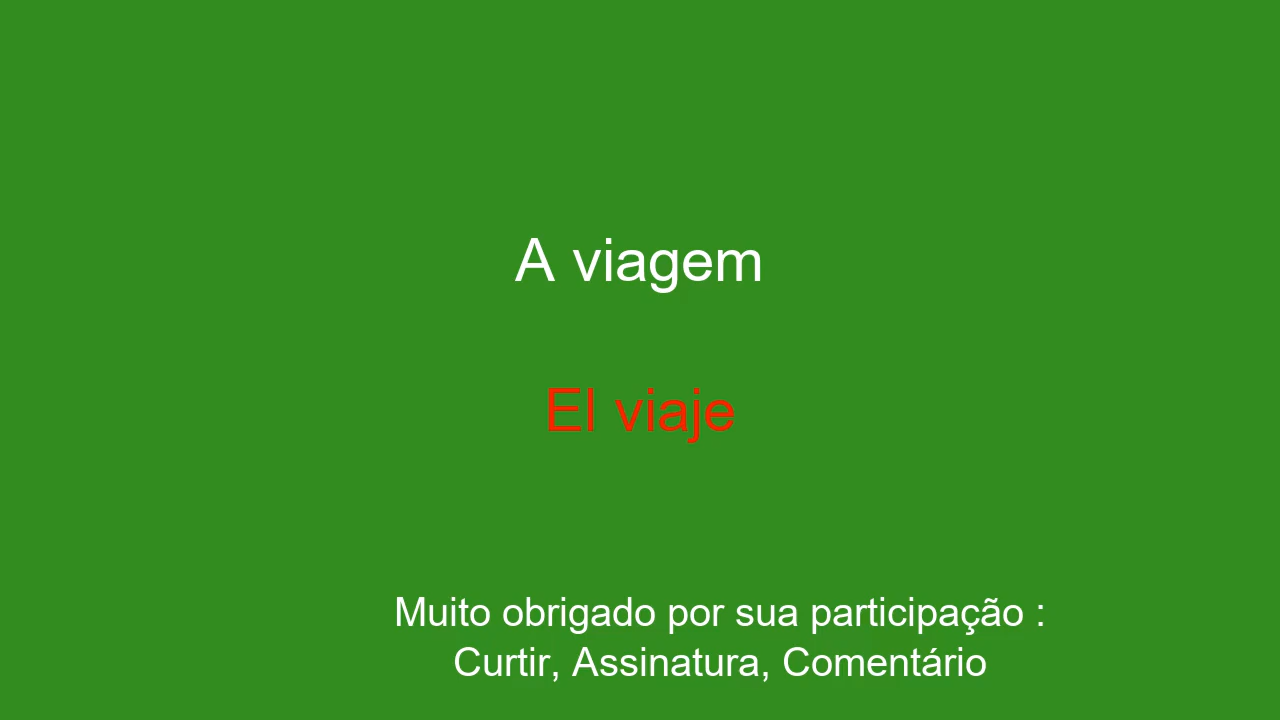 A viagem
El viaje
Muito obrigado por sua participação :
Curtir, Assinatura, Comentário